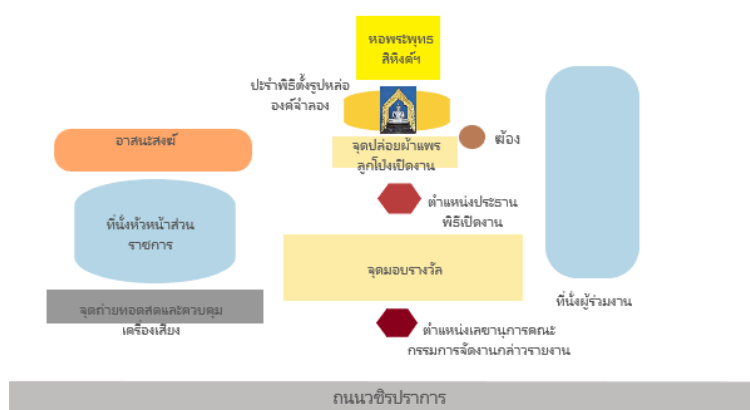 หอพระพุทธ
สิหิงค์ฯ
ปะรำพิธีตั้งรูปหล่อ
องค์จำลอง
อาสนะสงฆ์
จุดปล่อยผ้าแพร
ลูกโป่งเปิดงาน
ฆ้อง
ตำแหน่งประธาน
พิธีเปิดงาน
ที่นั่งหัวหน้าส่วน
ราชการ
จุดมอบรางวัล
ที่นั่งผู้ร่วมงาน
จุดถ่ายทอดสดและควบคุม
เครื่องเสียง
ตำแหน่งเลขานุการคณะ
กรรมการจัดงานกล่าวรายงาน
ถนนวชิรปราการ